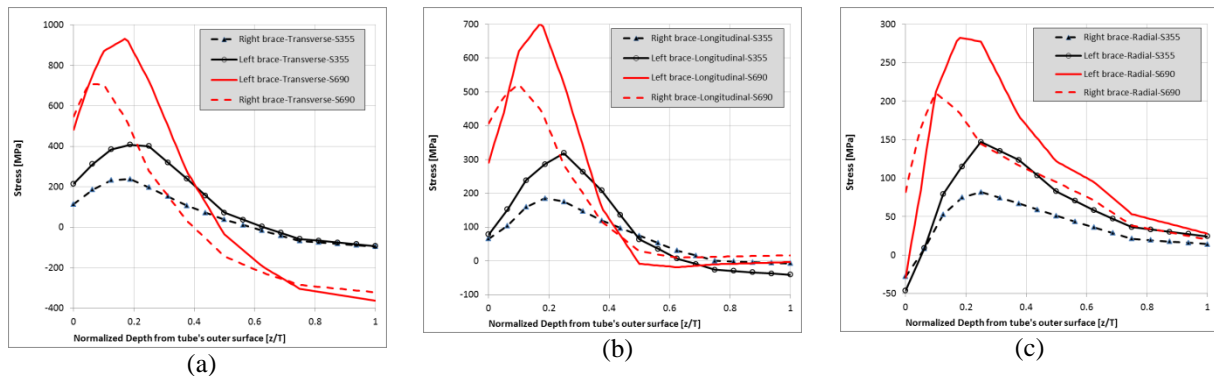 1000
800
600
400
200
0
-200
-400
Stress [MPa]
Right brace-Transverse-S355
Left brace-Transverse-S355
Left brace-Transverse-S690
Right brace-Transverse-S690
0 0.2 0.4 0.6 0.8 1
Normalized Depth from tube's outer surface [z/T]
(a)
700
600
500
400
300
200
100
0
-100
Stress [MPa]
Right brace-Longitudinal-S355
Left brace-Longitudinal-S355
Left brace-Longitudinal-S690
Right brace-Longitudinal-S690
0 0.2 0.4 0.6 0.8 1
Normalized Depth from tube's outer surface [z/T]
(b)
300
250
200
150
100
50
0
-50
Stress [MPa]
Right brace-Radial-S355
Left brace-Radial-S355
Left brace-Radial-S690
Right brace-Radial-S690
0 0.2 0.4 0.6 0.8 1
Normalized Depth from tube's outer surface [z/T]
(c)